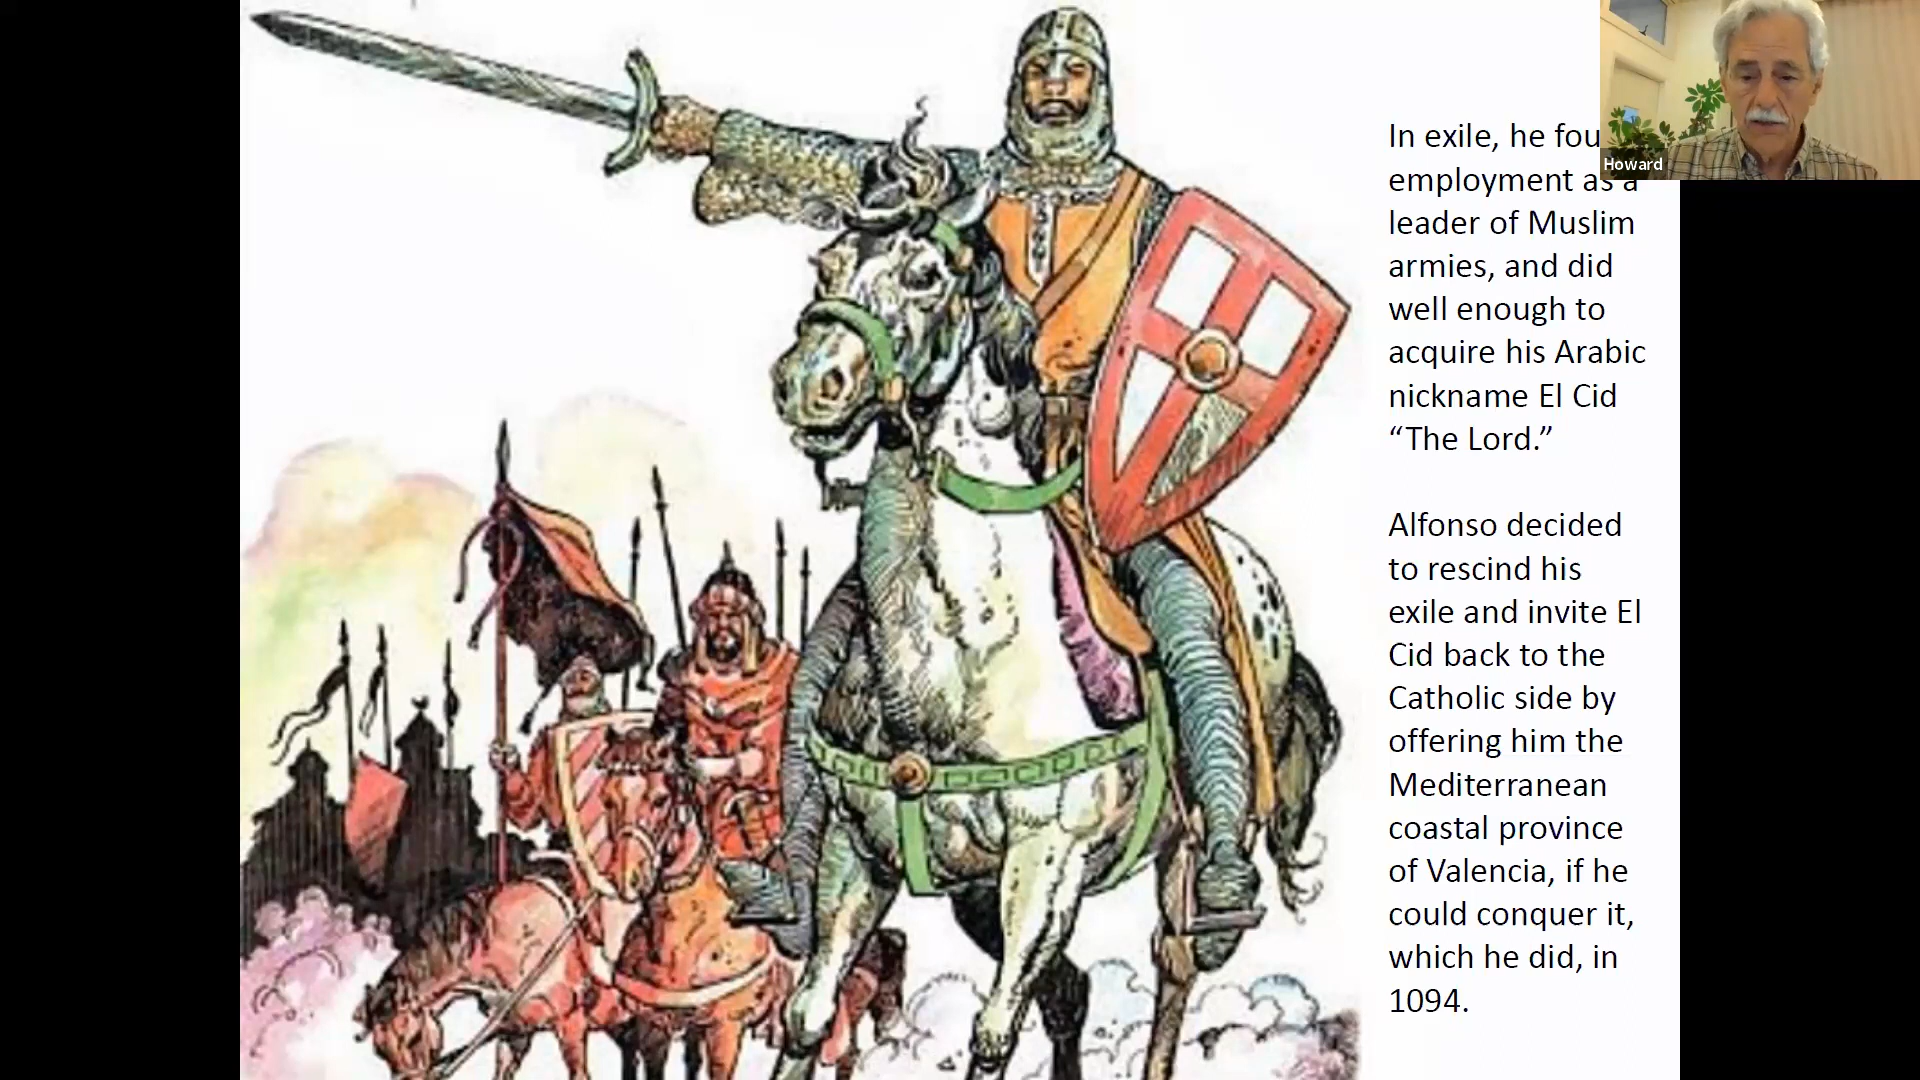 In exile, he fou
employment as a
leader of Muslim
armies, and did
well enough to
acquire his Arabic
nickname El Cid
“The Lord.”
Alfonso decided
to rescind his
exile and invite El
Cid back to the
Catholic side by
offering him the
Mediterranean
coastal province
of Valencia, if he
could conquer it,
which he did, in
1094.
Howard